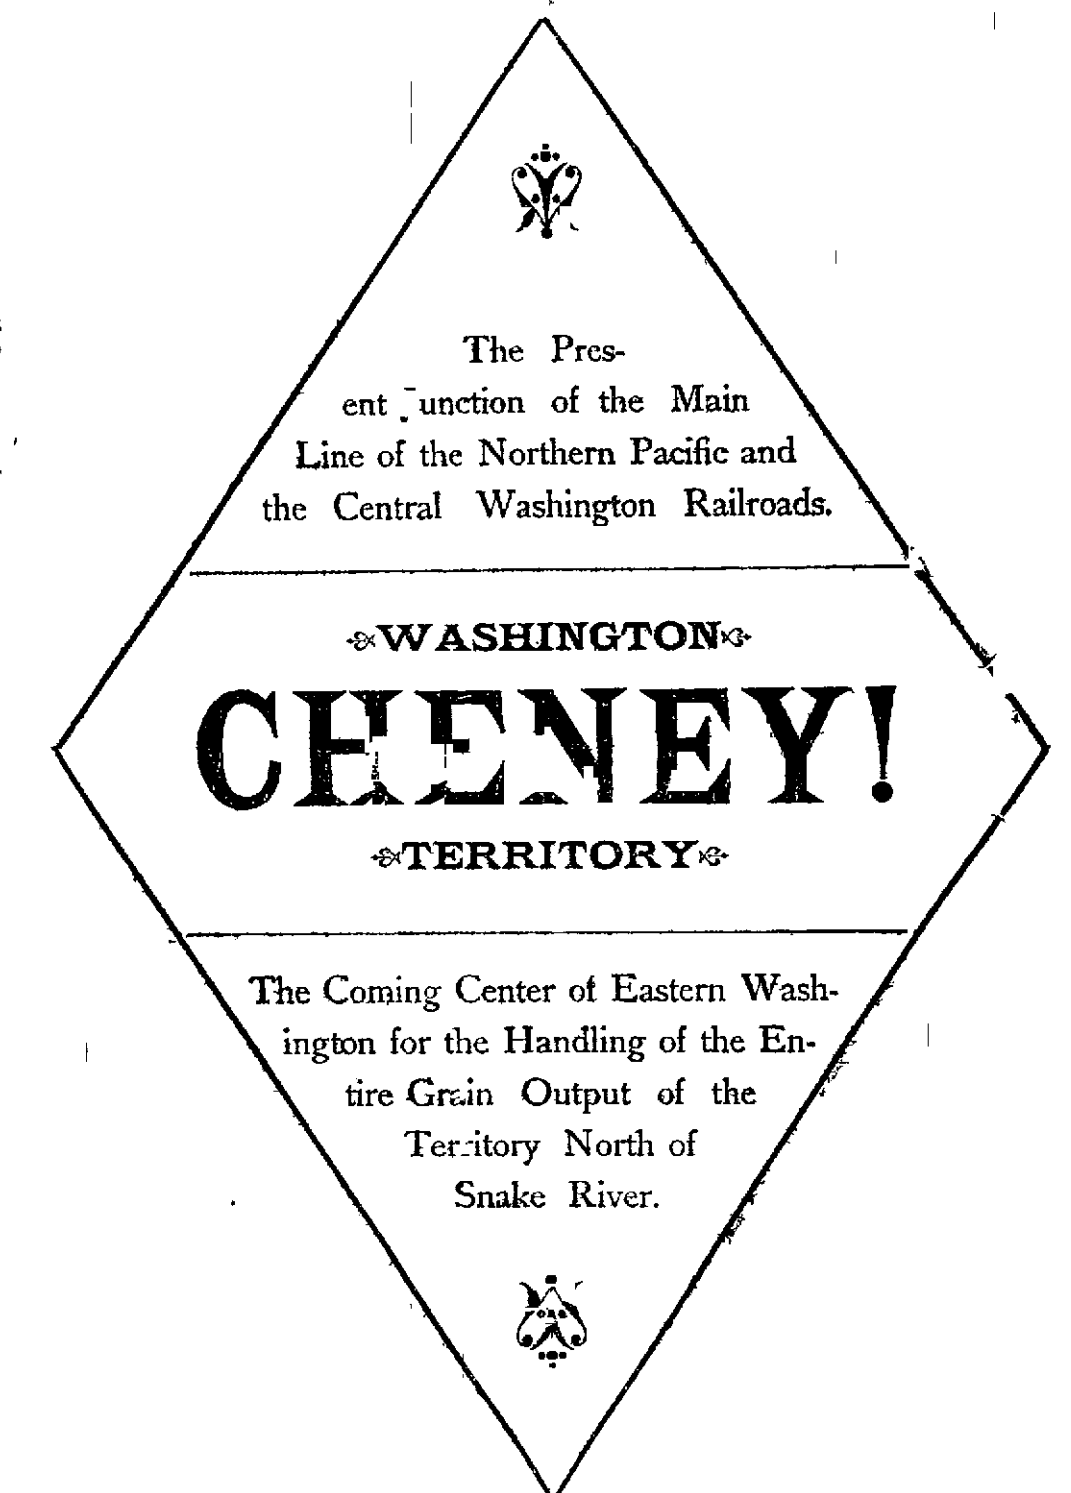 The Pres-
ent Junction of the Main
Line of the Northern Pacific and
the Central Washington Railroads.
WASHINGTON
CHENEY!
TERRITORY
The Coming Center of Eastern Wash-
ington for the Handling of the En-
tire Grain Output of the
Territory North of
Snake River.